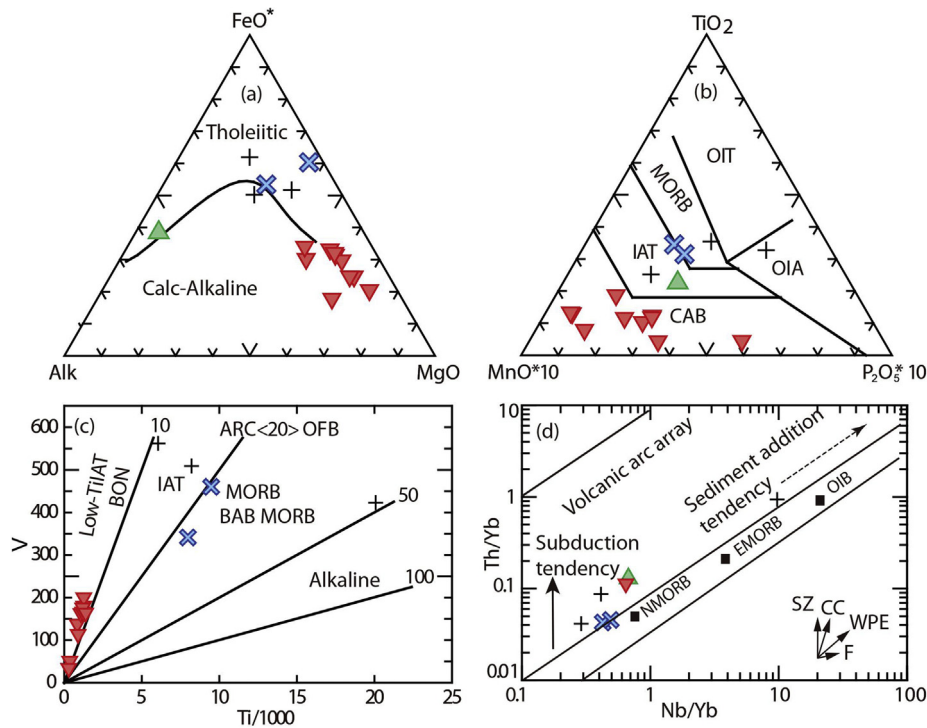 FeO*
(a)
Tholeiitic
Calc-Alkaline
Alk
MgO
TiO2
(b)
OIT
MORB
IAT
OIA
CAB
MnO*10
P2O5* 10
(c)
600
500
400
300
200
100
0
V
10
ARC<20> OFB
Low-Ti IAT
BON
IAT
MORB
BAB MORB
50
Alkaline
100
0
5
10
15
20
25
Ti/1000
(d)
10
1
0.1
0.01
Th/Yb
Volcanic arc array
Sediment addition
tendency
Subduction
tendency
OIB
EMORB
NMORB
SZ
CC
WPE
F
0.1
1
10
100
Nb/Yb